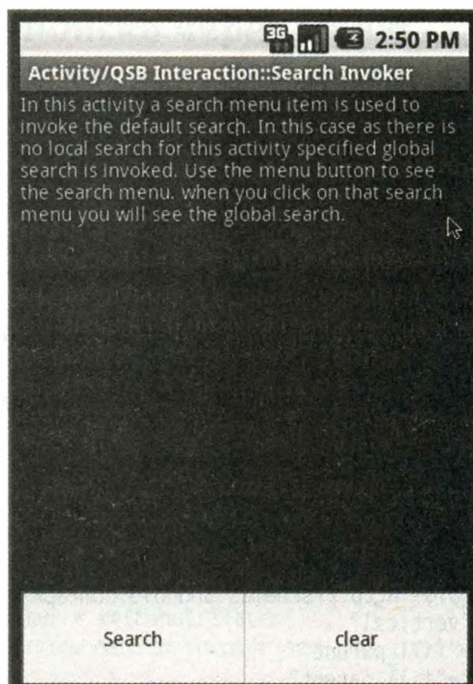 3G 2:50 PM
Activity/QSB Interaction::Search Invoker
In this activity a search menu item is used to
invoke the default search. In this case as there is
no local search for this activity specified global
search is invoked. Use the menu button to see
the search menu. when you click on that search
menu you will see the global search.
Search clear